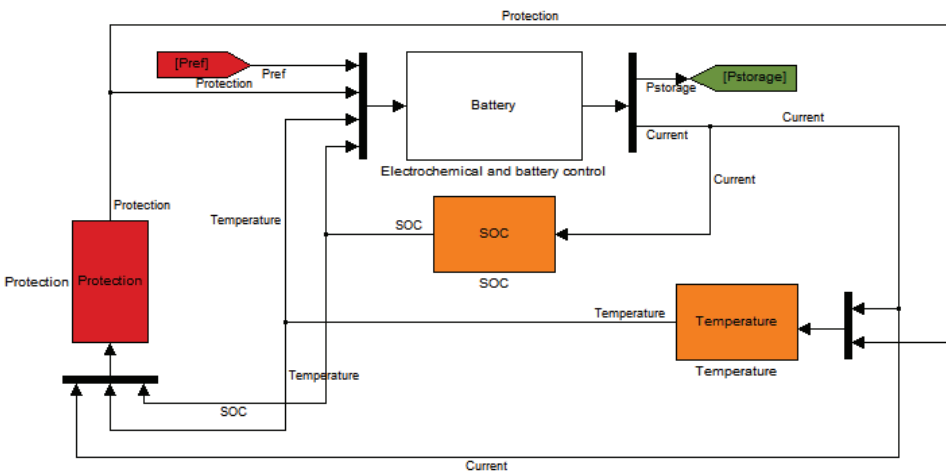 Protection
[Pref]
Pref
Protection
Battery
[Pstorage]
Pstorage
Current
Current
Electrochemical and battery control
Current
Protection
Temperature
SOC
SOC
SOC
Protection
Protection
Temperature
Temperature
Temperature
Temperature
SOC
Current